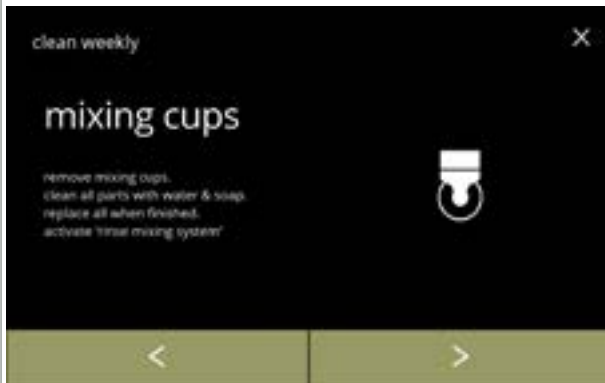 clean weekly
mixing cups
remove mixing cups.
clean all parts with water & soap.
replace all when finished.
activate 'rinse mixing system'